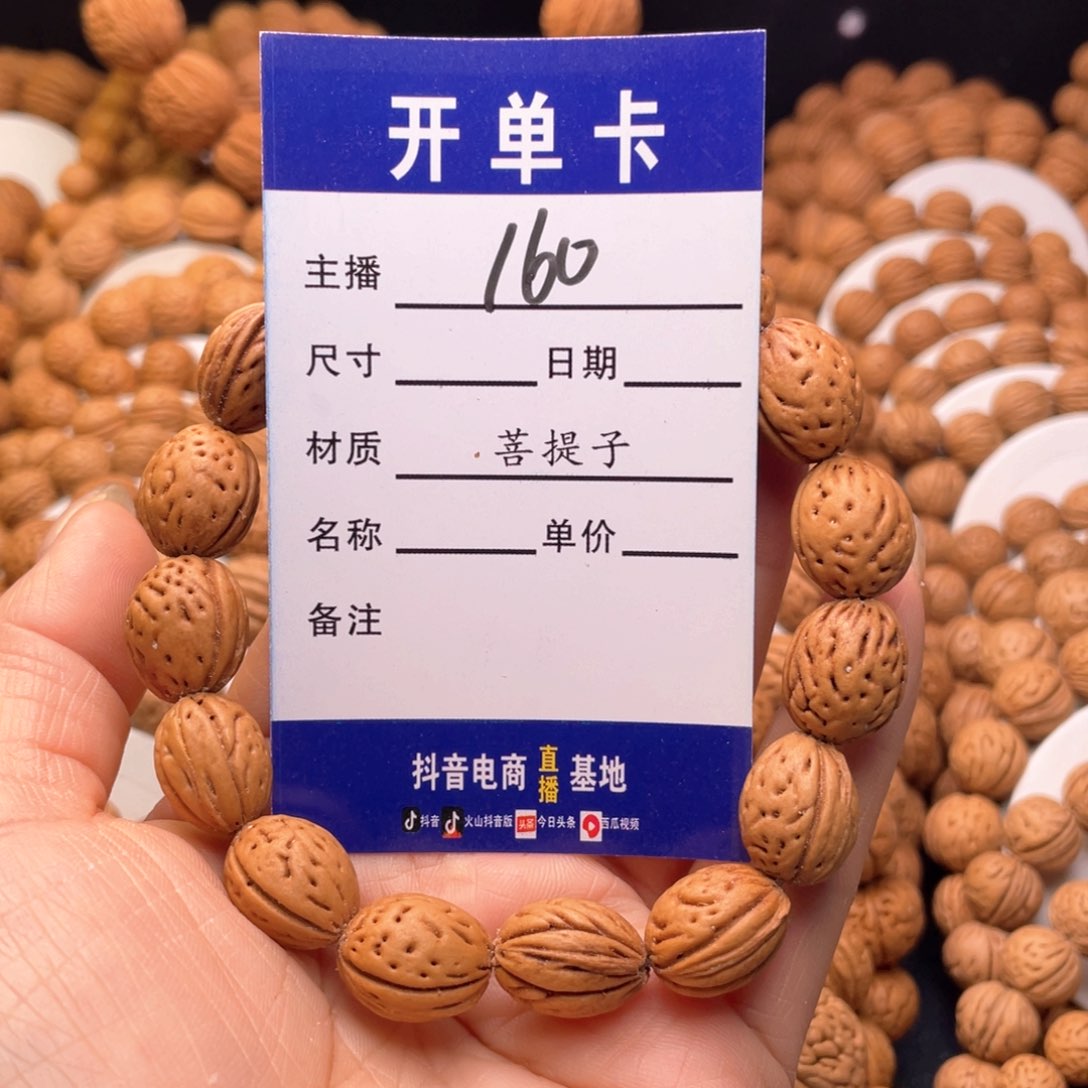 开单卡
主播 160
尺寸 日期
材质 菩提子
名称 单价
备注
抖音电商直播基地
抖音 火山抖音版 头条 今日头条 西瓜视频